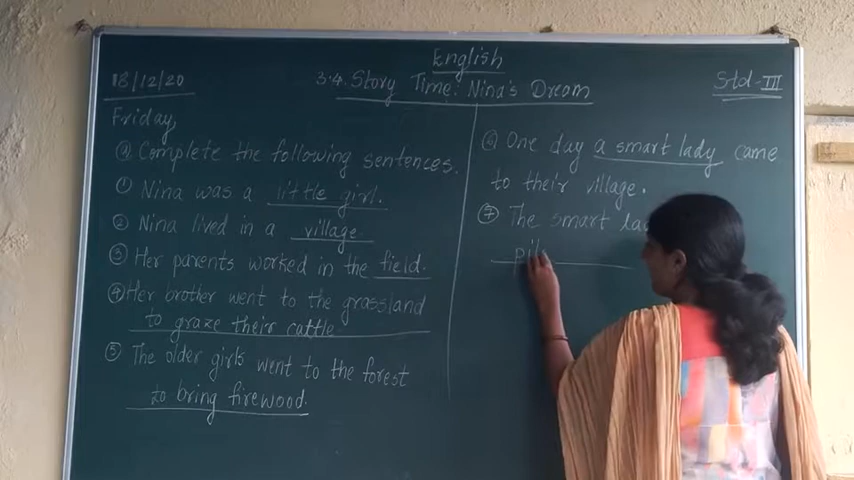 English
18/12/20
3.4. Story Time: Nina's Dream
Std - III
Friday
Q Complete the following sentences.
① Nina was a little girl.
② Nina lived in a village
③ Her parents worked in the field.
④ Her brother went to the grassland
to graze their cattle.
⑤ The older girls went to the forest
to bring firewood.
⑥ One day a smart lady came
to their village.
⑦ The smart